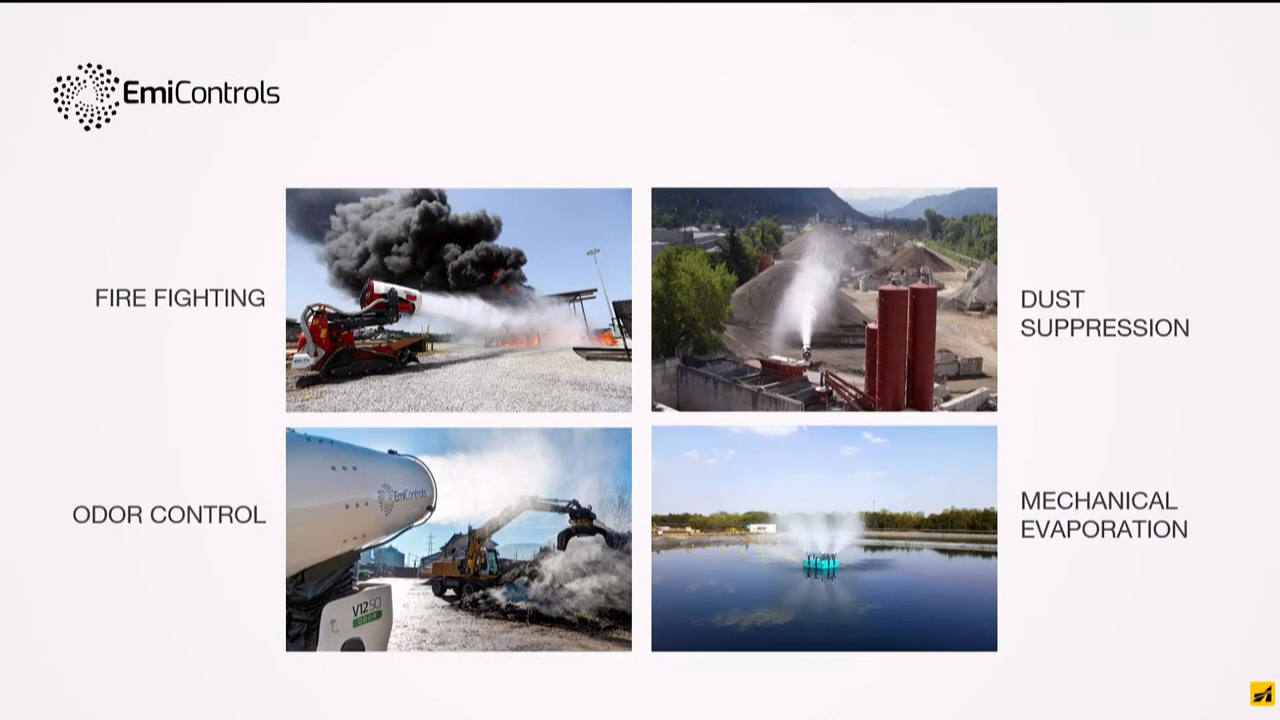 EmiControls
FIRE FIGHTING
DUST
SUPPRESSION
EmiControls
V12SO
ODOR
ODOR CONTROL
MECHANICAL
EVAPORATION